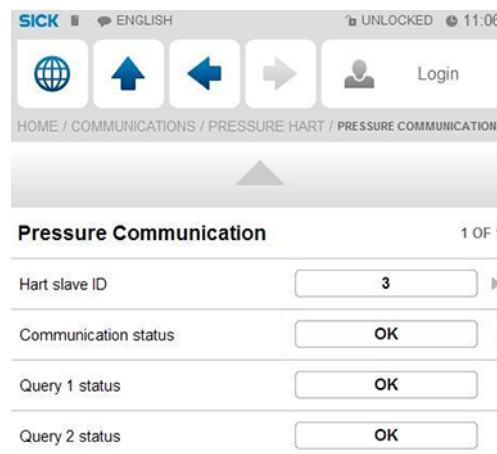 SICK ENGLISH UNLOCKED 11:06
Login
HOME / COMMUNICATIONS / PRESSURE HART / PRESSURE COMMUNICATION
Pressure Communication 1 OF
Hart slave ID 3
Communication status OK
Query 1 status OK
Query 2 status OK